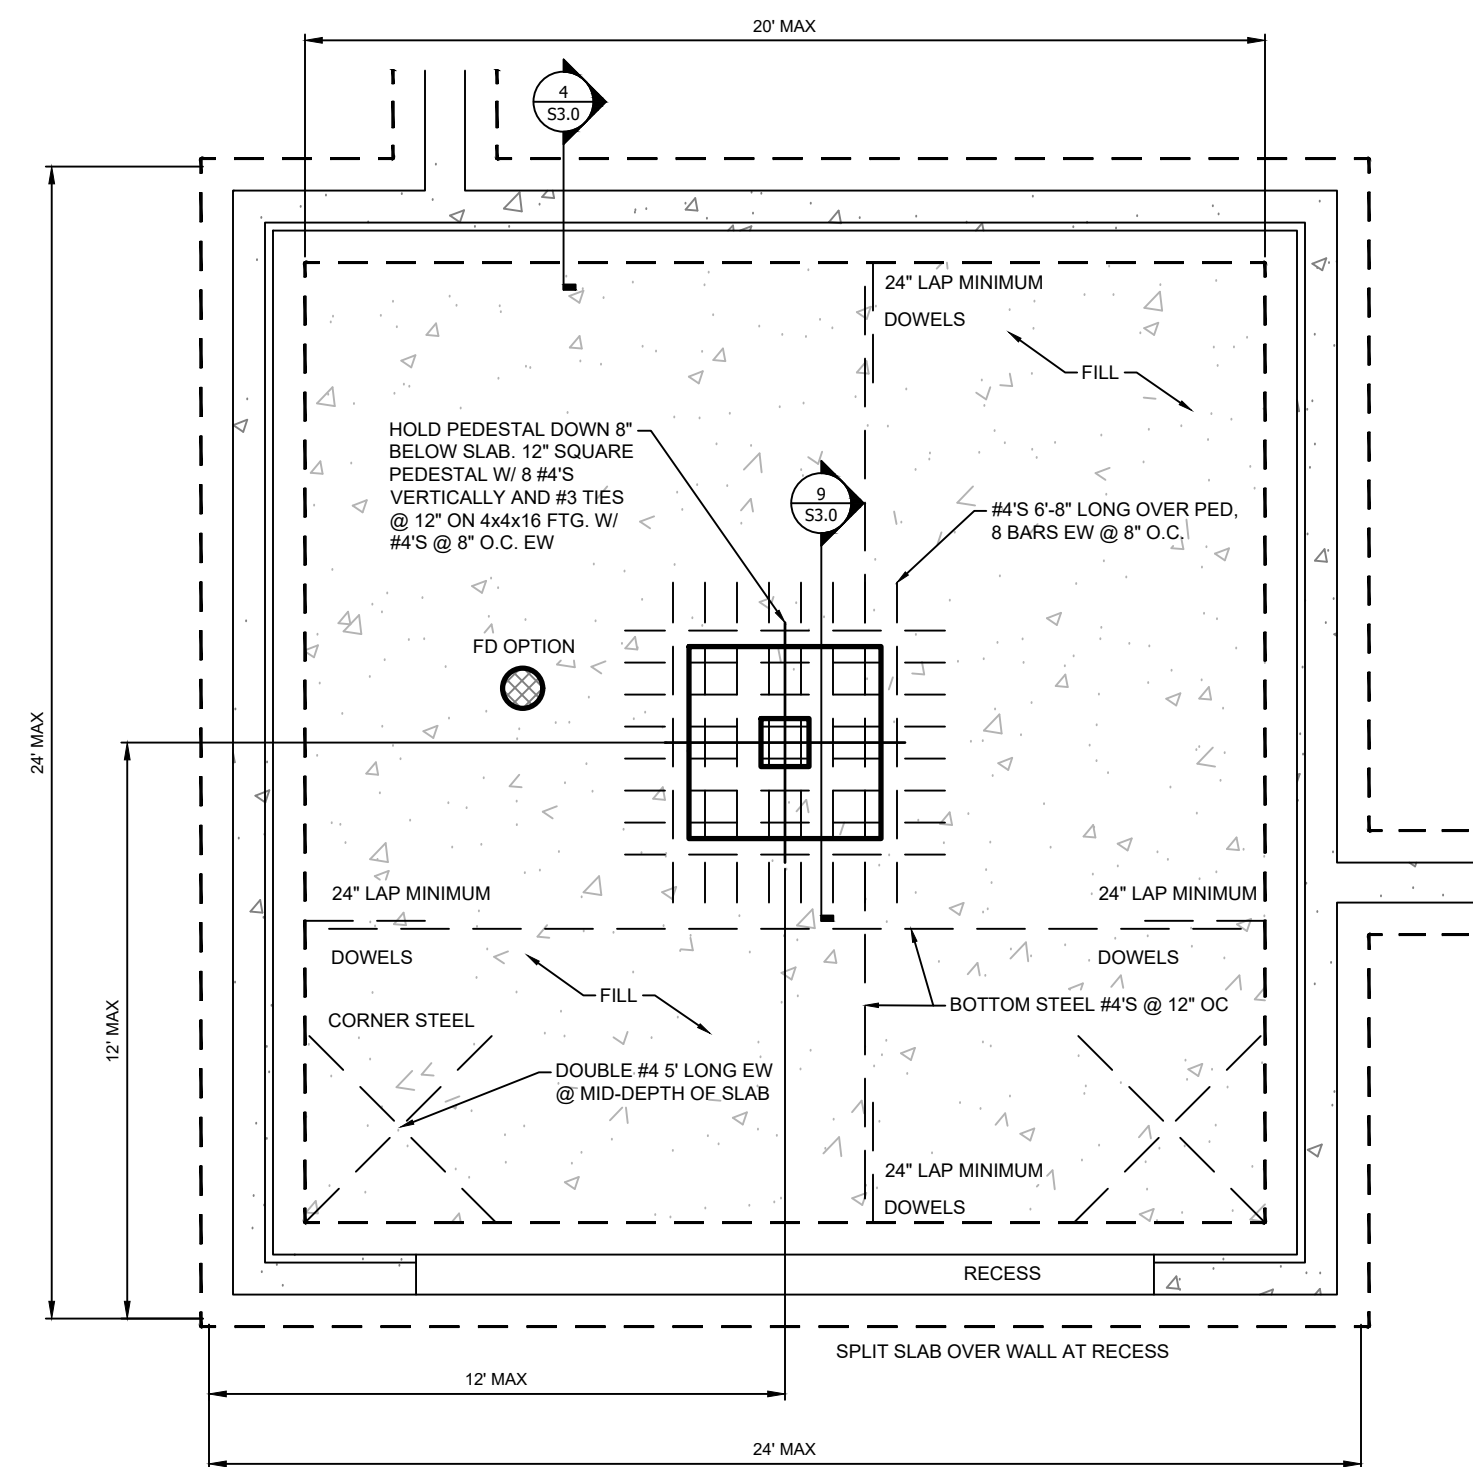 20' MAX
4
S3.0
24" LAP MINIMUM
DOWELS
FILL
HOLD PEDESTAL DOWN 8"
BELOW SLAB. 12" SQUARE
PEDESTAL W/ 8 #4'S
VERTICALLY AND #3 TIES
@ 12" ON 4x4x16 FTG. W/
#4'S @ 8" O.C. EW
9
S3.0
#4'S 6'-8" LONG OVER PED,
8 BARS EW @ 8" O.C.
FD OPTION
24' MAX
24" LAP MINIMUM
24" LAP MINIMUM
DOWELS
DOWELS
FILL
BOTTOM STEEL #4'S @ 12" OC
CORNER STEEL
12' MAX
DOUBLE #4 5' LONG EW
@ MID-DEPTH OF SLAB
24" LAP MINIMUM
DOWELS
RECESS
SPLIT SLAB OVER WALL AT RECESS
12' MAX
24' MAX